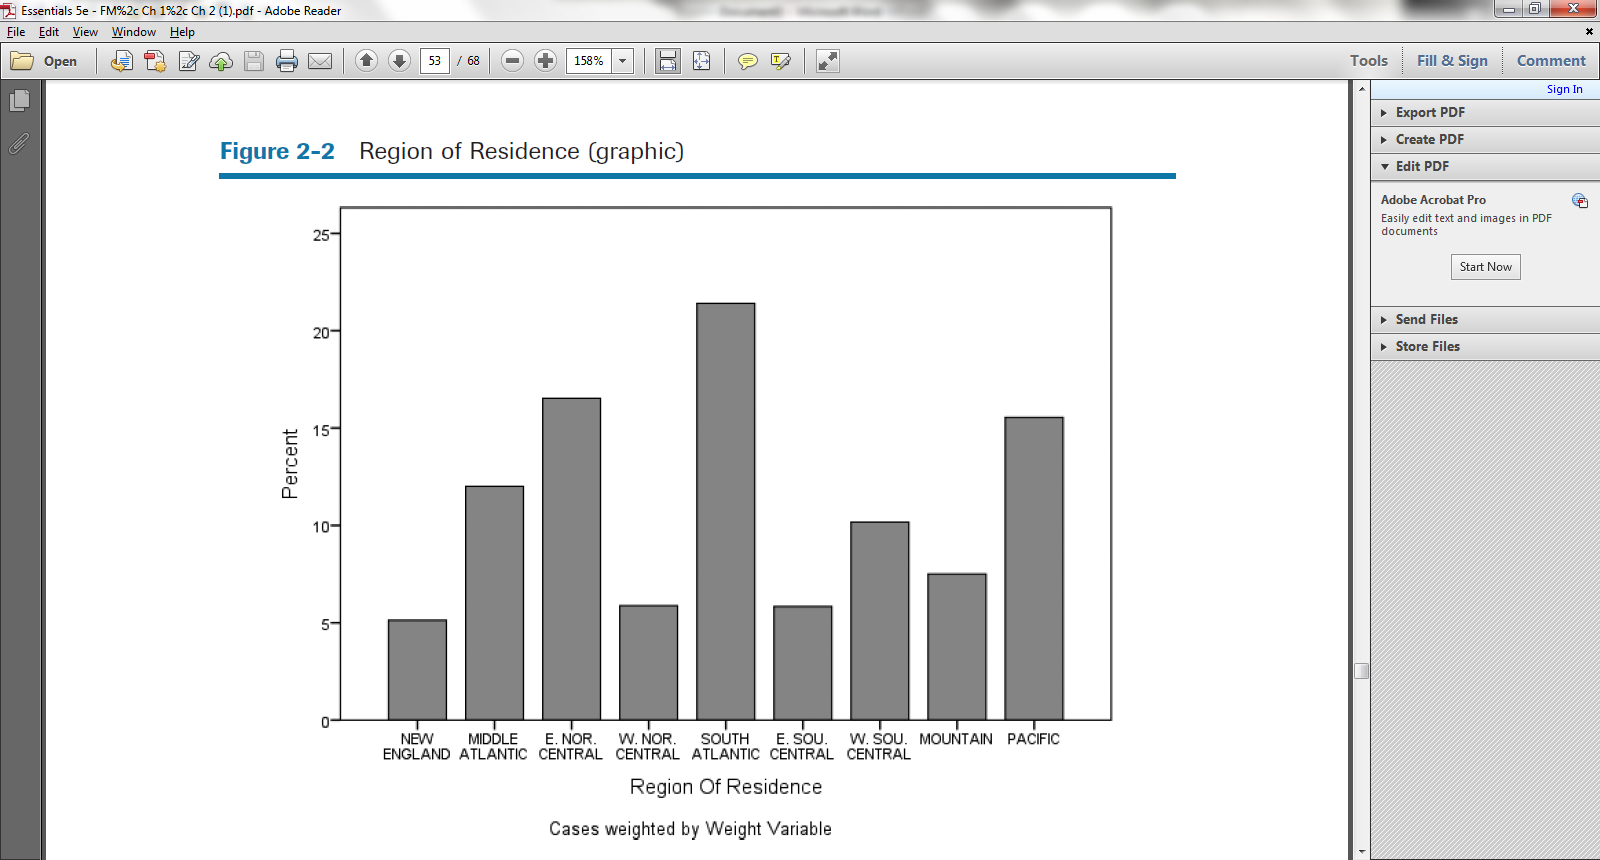 Essentials 5e - FM%2c Ch 1%2c Ch 2 (1).pdf - Adobe Reader
File Edit View Window Help
Open 53 / 68 158% Tools Fill & Sign Comment
Sign In
Export PDF
Create PDF
Edit PDF
Adobe Acrobat Pro
Easily edit text and images in PDF
documents
Start Now
Send Files
Store Files
Figure 2-2 Region of Residence (graphic)
25
20
15
10
5
0
Percent
NEW ENGLAND
MIDDLE ATLANTIC
E. NOR. CENTRAL
W. NOR. CENTRAL
SOUTH ATLANTIC
E. SOU. CENTRAL
W. SOU. CENTRAL
MOUNTAIN
PACIFIC
Region Of Residence
Cases weighted by Weight Variable